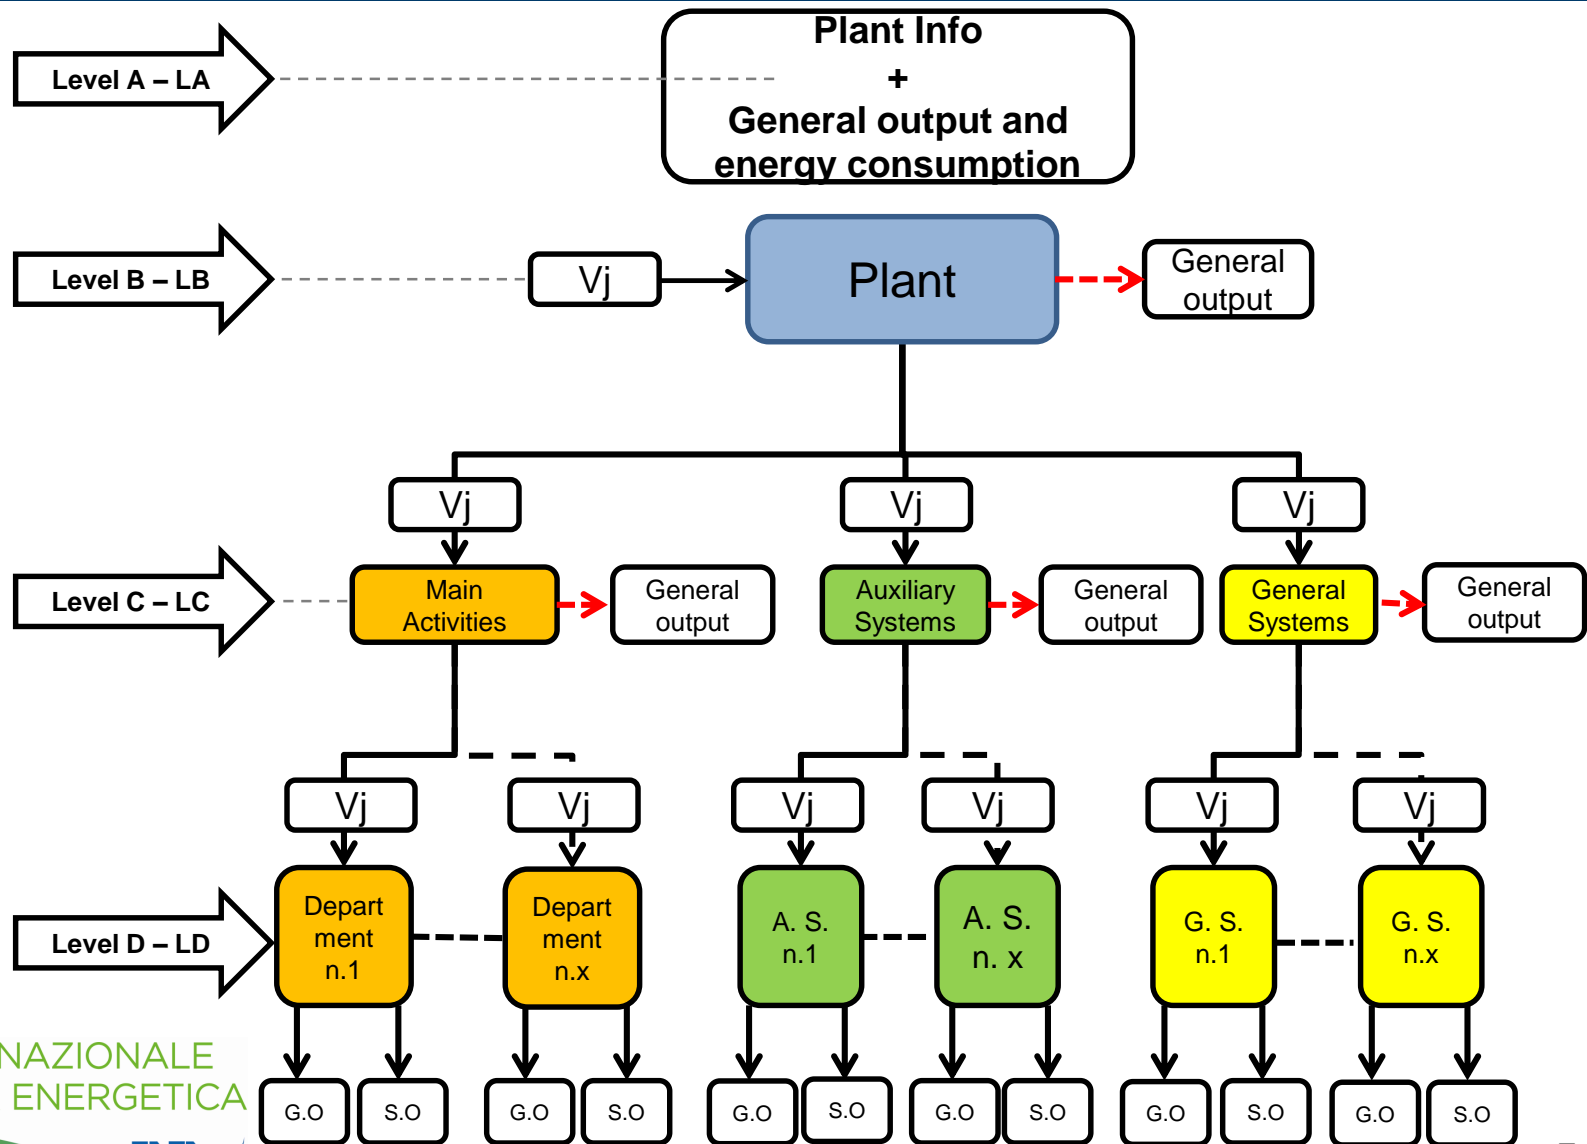 Plant Info
+
General output and
energy consumption
Level A – LA
Level B – LB
Vj
Plant
General
output
Vj
Vj
Vj
Level C – LC
Main
Activities
General
output
Auxiliary
Systems
General
output
General
Systems
General
output
Vj
Vj
Vj
Vj
Vj
Vj
Level D – LD
Depart
ment
n.1
Depart
ment
n.x
A. S.
n.1
A. S.
n. x
G. S.
n.1
G. S.
n.x
NAZIONALE
ENERGETICA
G.O
S.O
G.O
S.O
G.O
S.O
G.O
S.O
G.O
S.O
G.O
S.O